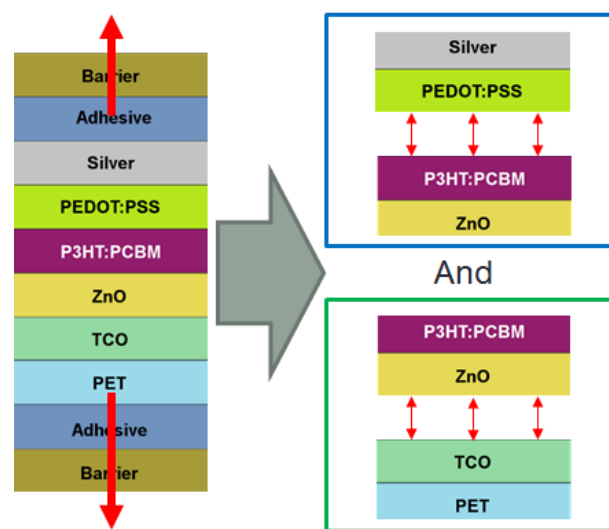 Barrier
Adhesive
Silver
PEDOT:PSS
P3HT:PCBM
ZnO
TCO
PET
Adhesive
Barrier
Silver
PEDOT:PSS
P3HT:PCBM
ZnO
And
P3HT:PCBM
ZnO
TCO
PET